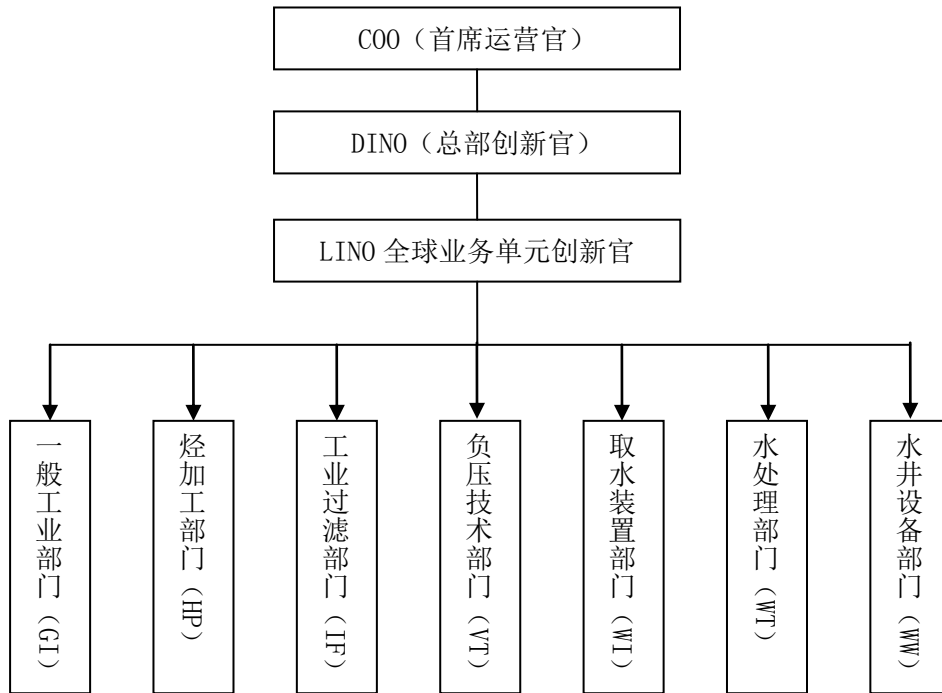 COO（首席运营官）
DINO（总部创新官）
LINO 全球业务单元创新官
一般工业部门（GI）
烃加工部门（HP）
工业过滤部门（IF）
负压技术部门（VT）
取水装置部门（WI）
水处理部门（WT）
水井设备部门（WW）